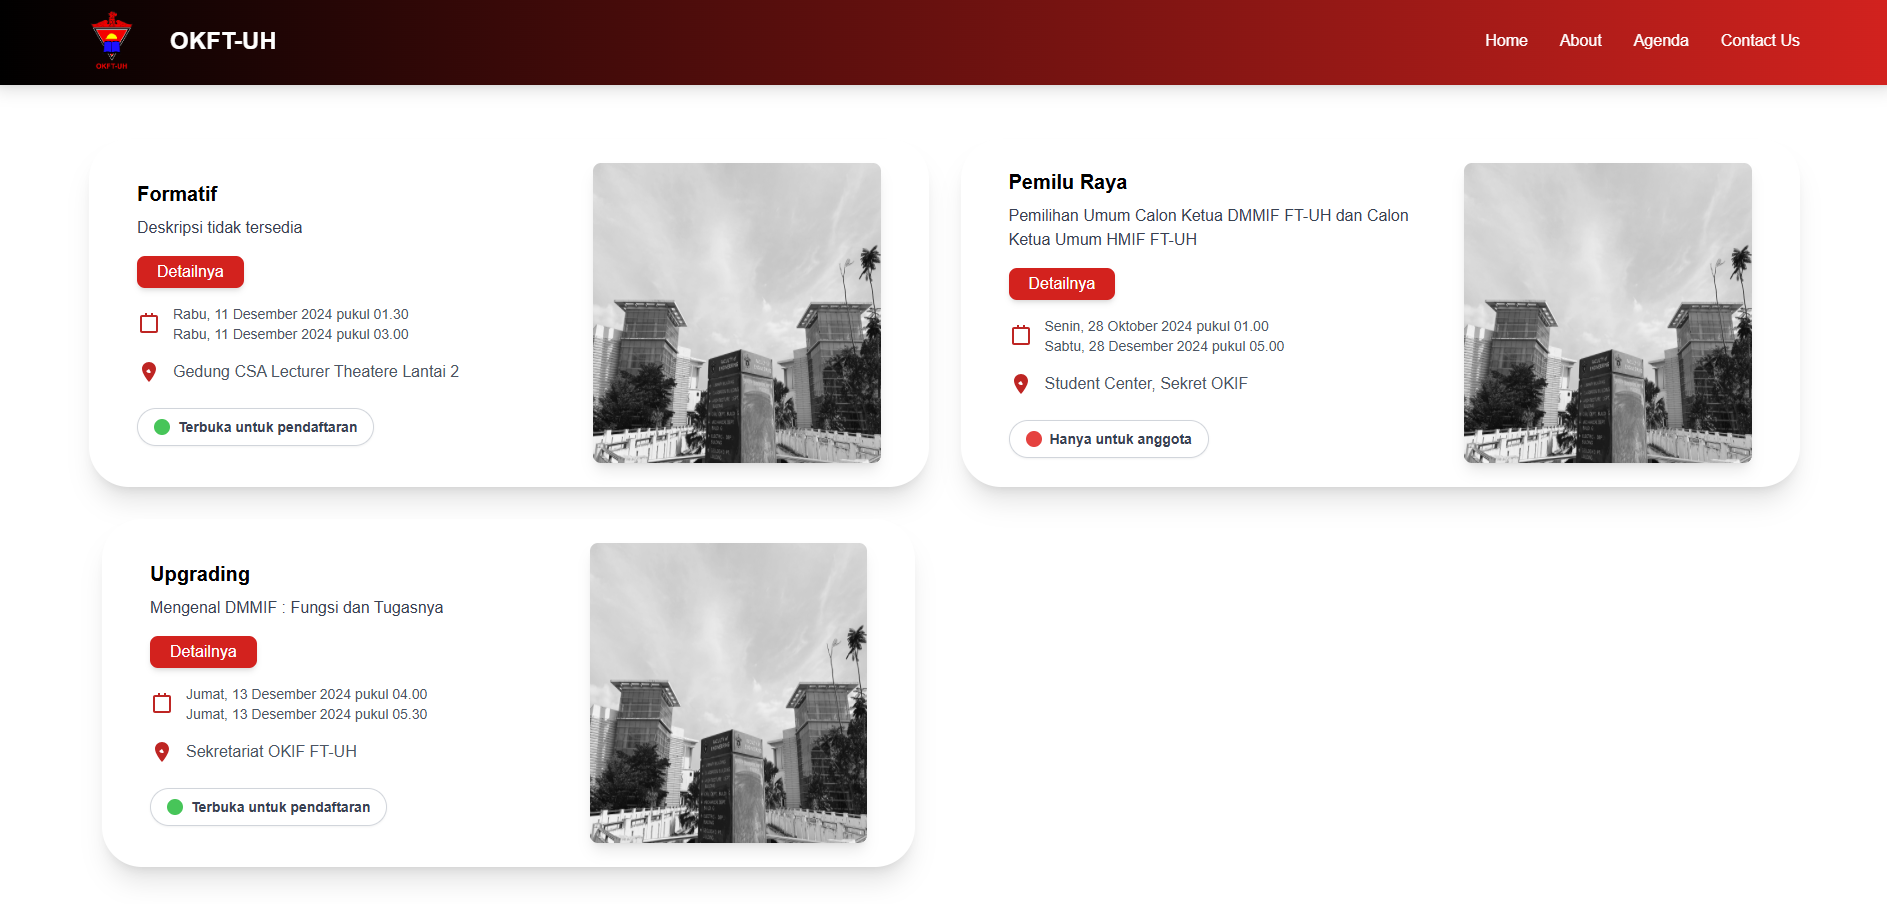 OKFT-UH
OKFT-UH
Home
About
Agenda
Contact Us
Formatif
Deskripsi tidak tersedia
Detailnya
Rabu, 11 Desember 2024 pukul 01.30
Rabu, 11 Desember 2024 pukul 03.00
Gedung CSA Lecturer Theatere Lantai 2
Terbuka untuk pendaftaran
Pemilu Raya
Pemilihan Umum Calon Ketua DMMIF FT-UH dan Calon
Ketua Umum HMIF FT-UH
Detailnya
Senin, 28 Oktober 2024 pukul 01.00
Sabtu, 28 Desember 2024 pukul 05.00
Student Center, Sekret OKIF
Hanya untuk anggota
Upgrading
Mengenal DMMIF : Fungsi dan Tugasnya
Detailnya
Jumat, 13 Desember 2024 pukul 04.00
Jumat, 13 Desember 2024 pukul 05.30
Sekretariat OKIF FT-UH
Terbuka untuk pendaftaran